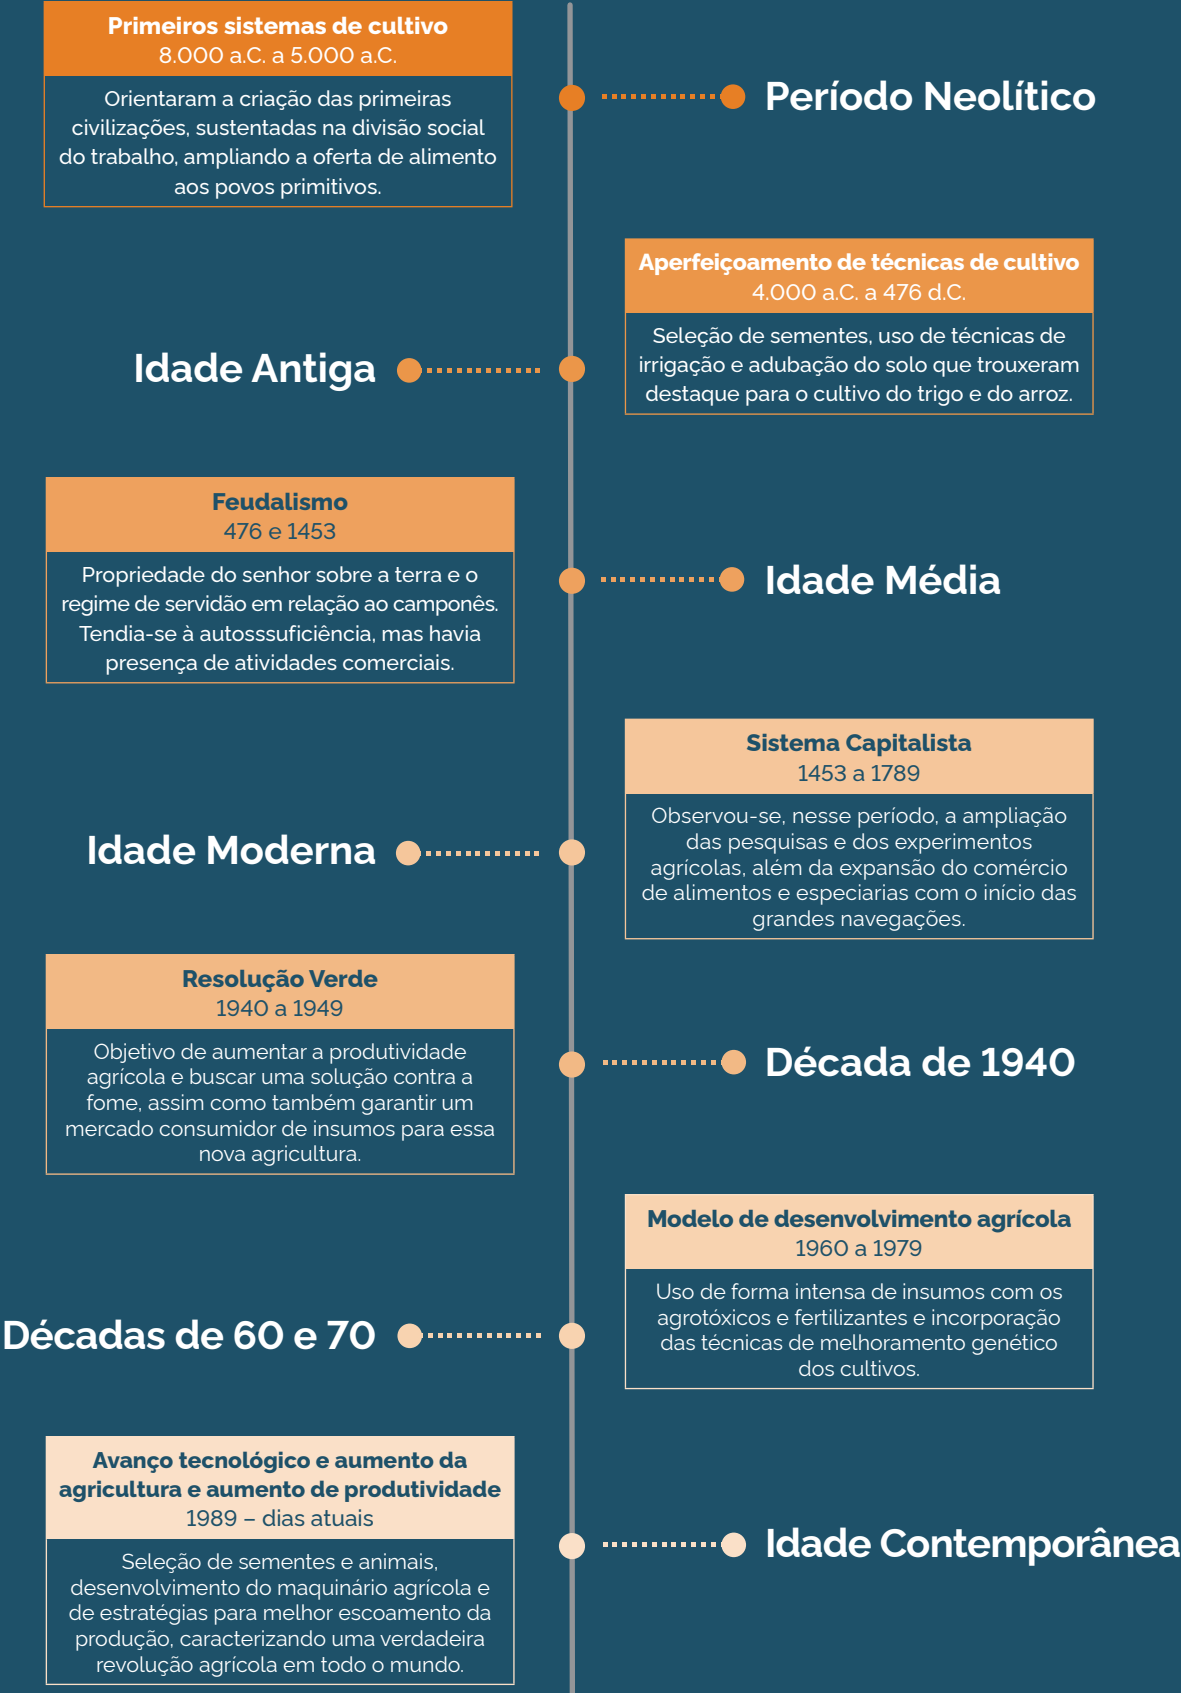 Primeiros sistemas de cultivo
8.000 a.C. a 5.000 a.C.
Orientaram a criação das primeiras
civilizações, sustentadas na divisão social
do trabalho, ampliando a oferta de alimento
aos povos primitivos.
Período Neolítico
Aperfeiçoamento de técnicas de cultivo
4.000 a.C. a 476 d.C.
Seleção de sementes, uso de técnicas de
irrigação e adubação do solo que trouxeram
destaque para o cultivo do trigo e do arroz.
Idade Antiga
Feudalismo
476 e 1453
Propriedade do senhor sobre a terra e o
regime de servidão em relação ao camponês.
Tendia-se à autosssuficiência, mas havia
presença de atividades comerciais.
Idade Média
Sistema Capitalista
1453 a 1789
Observou-se, nesse período, a ampliação
das pesquisas e dos experimentos
agrícolas, além da expansão do comércio
de alimentos e especiarias com o início das
grandes navegações.
Idade Moderna
Resolução Verde
1940 a 1949
Objetivo de aumentar a produtividade
agrícola e buscar uma solução contra a
fome, assim como também garantir um
mercado consumidor de insumos para essa
nova agricultura.
Década de 1940
Modelo de desenvolvimento agrícola
1960 a 1979
Uso de forma intensa de insumos com os
agrotóxicos e fertilizantes e incorporação
das técnicas de melhoramento genético
dos cultivos.
Décadas de 60 e 70
Avanço tecnológico e aumento da
agricultura e aumento de produtividade
1989 – dias atuais
Seleção de sementes e animais,
desenvolvimento do maquinário agrícola e
de estratégias para melhor escoamento da
produção, caracterizando uma verdadeira
revolução agrícola em todo o mundo.
Idade Contemporânea